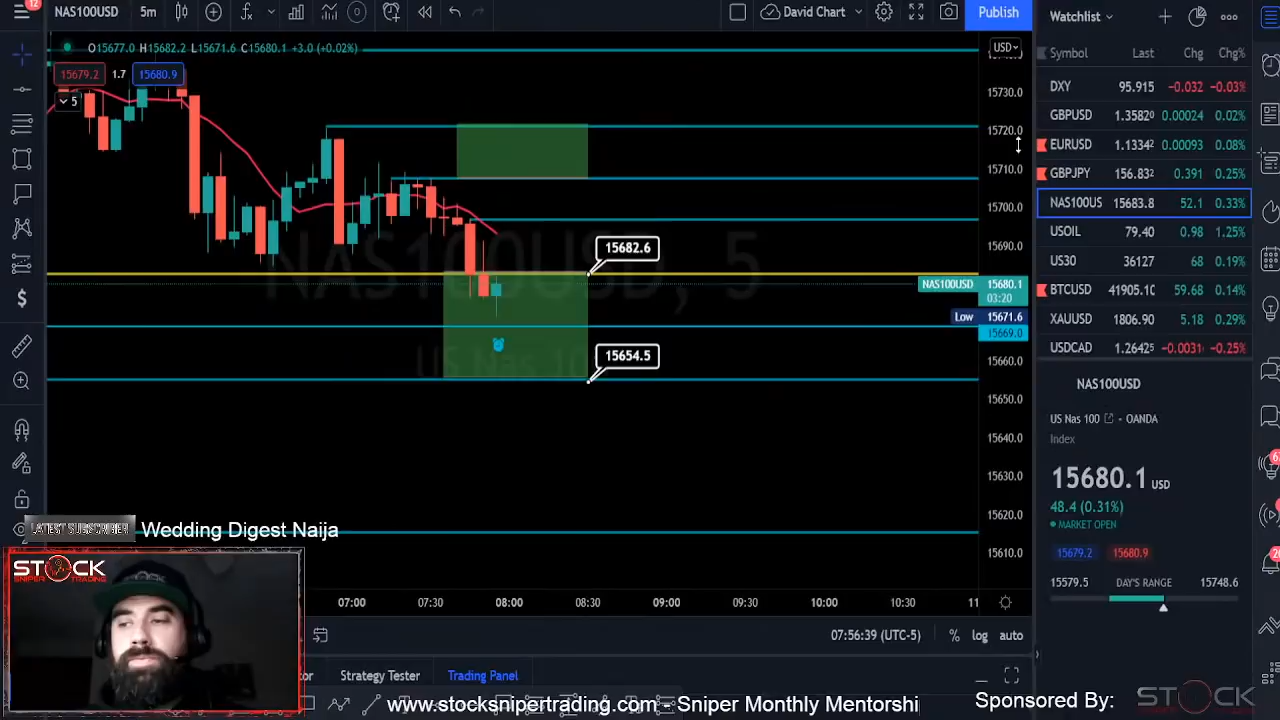 12
NAS100USD
5m
David Chart
Publish
O15677.0 H15682.2 L15671.6 C15680.1 +3.0 (+0.02%)
15679.2
1.7
15680.9
5
USD
15730.0
15720.0
15710.0
15700.0
15690.0
NAS100USD 15680.1
03:20
Low 15671.6
15669.0
15660.0
15650.0
15640.0
15630.0
15620.0
15610.0
NAS100USD, 5
15682.6
15654.5
07:00
07:30
08:00
08:30
09:00
09:30
10:00
10:30
11
07:56:39 (UTC-5)
%
log
auto
Strategy Tester
Trading Panel
Watchlist
Symbol Last Chg Chg%
DXY 95.915 -0.032 -0.03%
GBPUSD 1.35820 0.00024 0.02%
EURUSD 1.13342 0.00093 0.08%
GBPJPY 156.832 0.391 0.25%
NAS100US 15683.8 52.1 0.33%
USOIL 79.40 0.98 1.25%
US30 36127 68 0.19%
BTCUSD 41905.10 59.68 0.14%
XAUUSD 1806.90 5.18 0.29%
USDCAD 1.26425 -0.0031 -0.25%
NAS100USD
US Nas 100 · OANDA
Index
15680.1 USD
48.4 (0.31%)
MARKET OPEN
15679.2
15680.9
15579.5 DAY'S RANGE 15748.6
LATEST SUBSCRIBER
Wedding Digest Naija
STOCK
SNIPER TRADING
www.stocksnipertrading.com - Sniper Monthly Mentorshi
Sponsored By:
STOCK
SNIPER TRADING